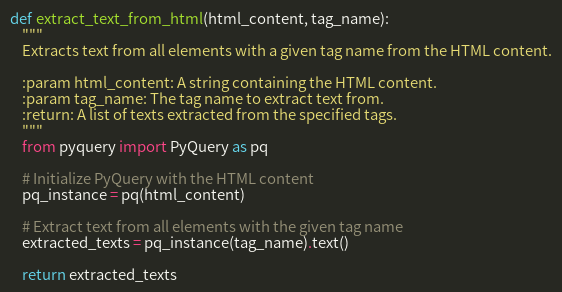 def extract_text_from_html(html_content, tag_name):
    """
    Extracts text from all elements with a given tag name from the HTML content.

    :param html_content: A string containing the HTML content.
    :param tag_name: The tag name to extract text from.
    :return: A list of texts extracted from the specified tags.
    """
    from pyquery import PyQuery as pq

    # Initialize PyQuery with the HTML content
    pq_instance = pq(html_content)

    # Extract text from all elements with the given tag name
    extracted_texts = pq_instance(tag_name).text()

    return extracted_texts